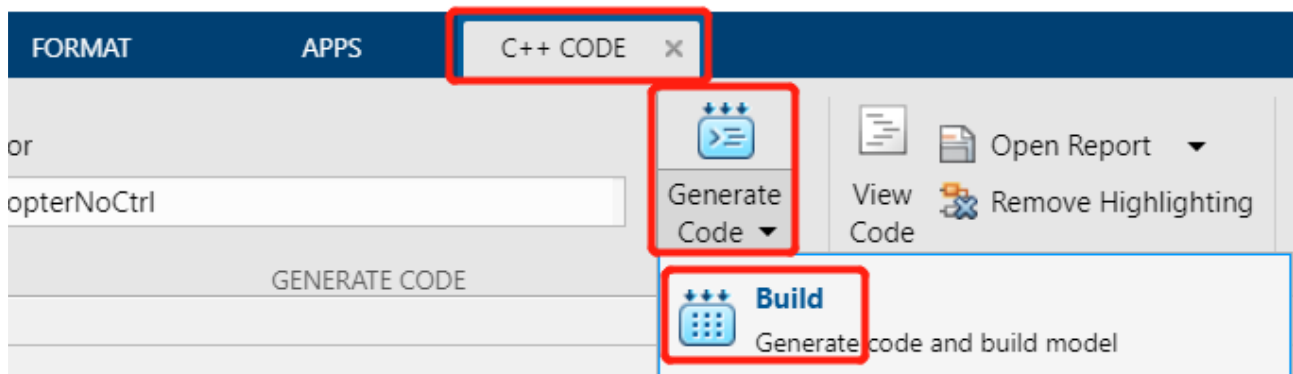 FORMAT APPS C++ CODE
or
opterNoCtrl
Generate
Code
View
Code
Open Report
Remove Highlighting
GENERATE CODE
Build
Generate code and build model